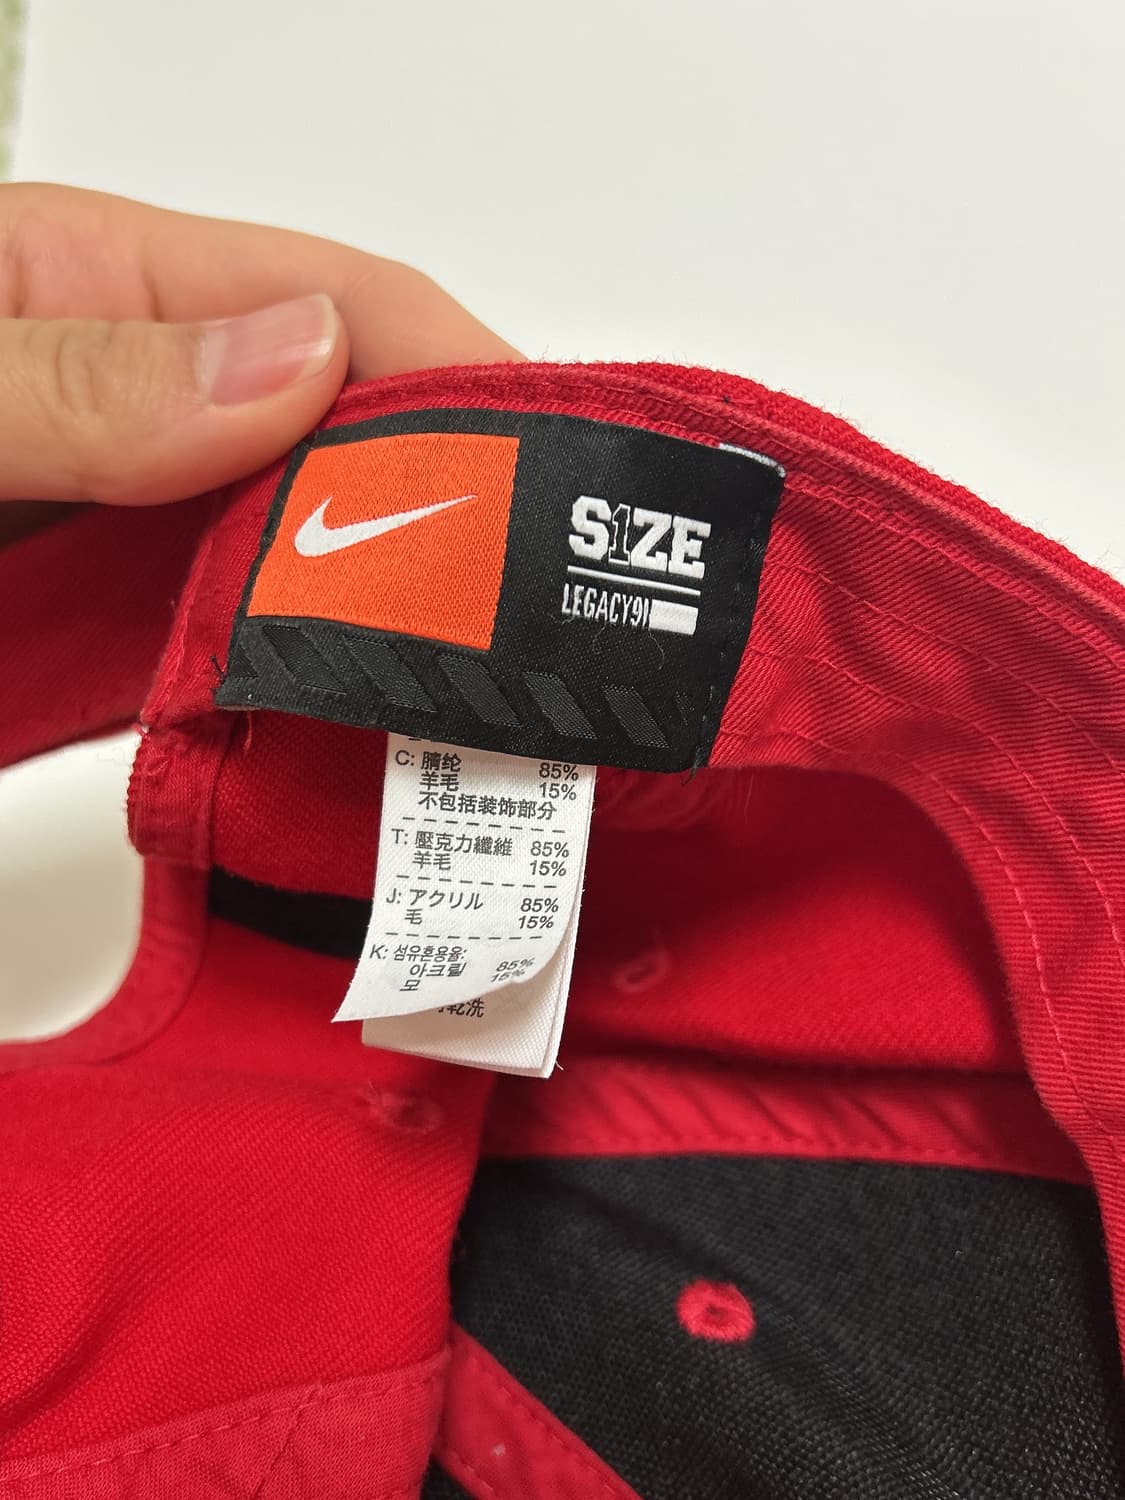 S1ZE
LEGACY91
C: 腈纶 85%
羊毛 15%
不包括装饰部分
T: 壓克力纖維 85%
羊毛 15%
J: アクリル 85%
毛 15%
K: 섬유혼용율:
아크릴 85%
모 15%
乾洗